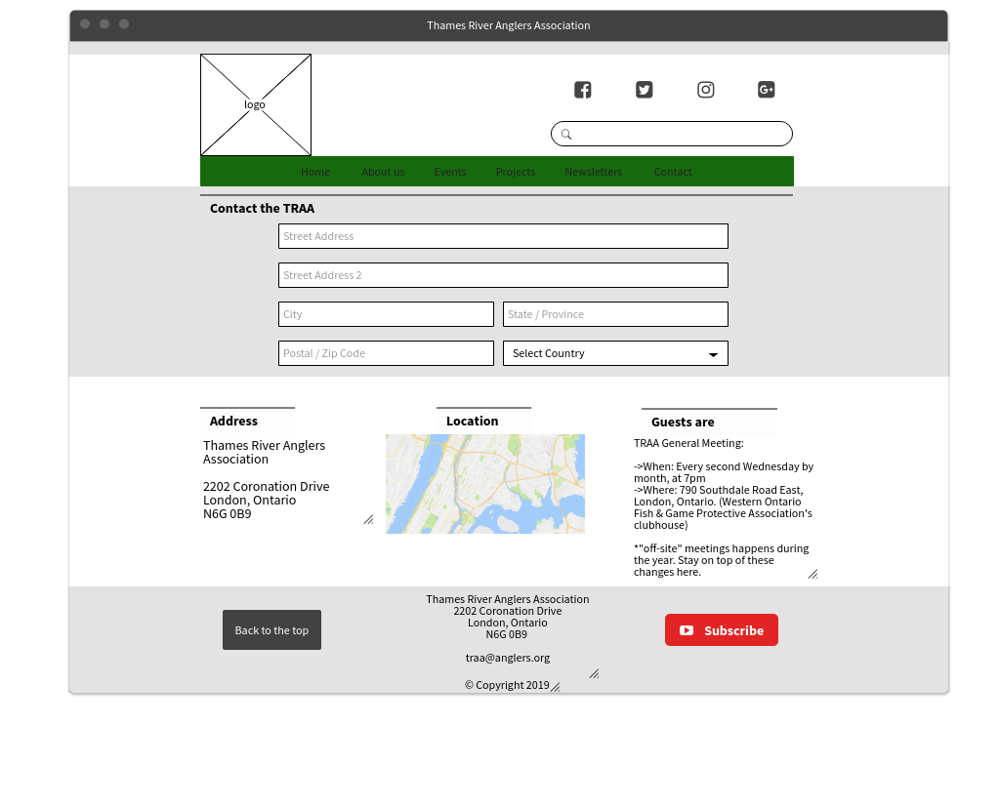 Thames River Anglers Association
logo
Home About us Events Projects Newsletters Contact
Contact the TRAA
Street Address
Street Address 2
City State / Province
Postal / Zip Code Select Country
Address
Thames River Anglers
Association
2202 Coronation Drive
London, Ontario
N6G 0B9
Location
Guests are
TRAA General Meeting:
->When: Every second Wednesday by
month, at 7pm
->Where: 790 Southdale Road East,
London, Ontario. (Western Ontario
Fish & Game Protective Association's
clubhouse)
*"off-site" meetings happens during
the year. Stay on top of these
changes here.
Back to the top
Thames River Anglers Association
2202 Coronation Drive
London, Ontario
N6G 0B9
traa@anglers.org
© Copyright 2019
Subscribe